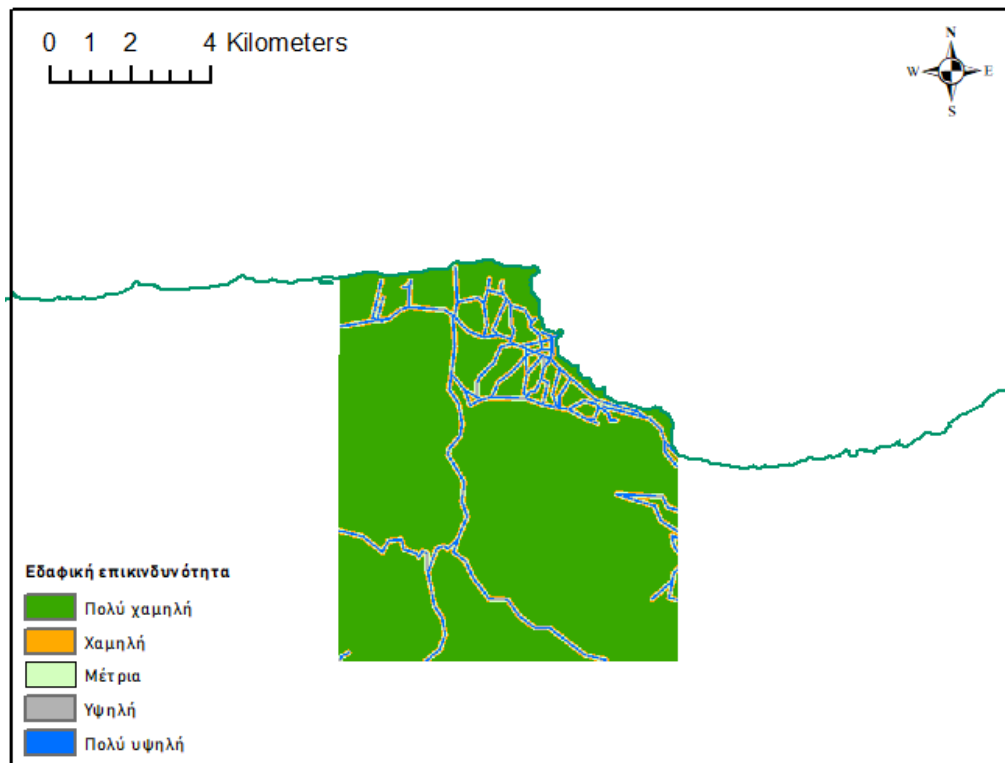 0 1 2 4 Kilometers
N
W E
S
Εδαφική επικινδυνότητα
Πολύ χαμηλή
Χαμηλή
Μέτρια
Υψηλή
Πολύ υψηλή